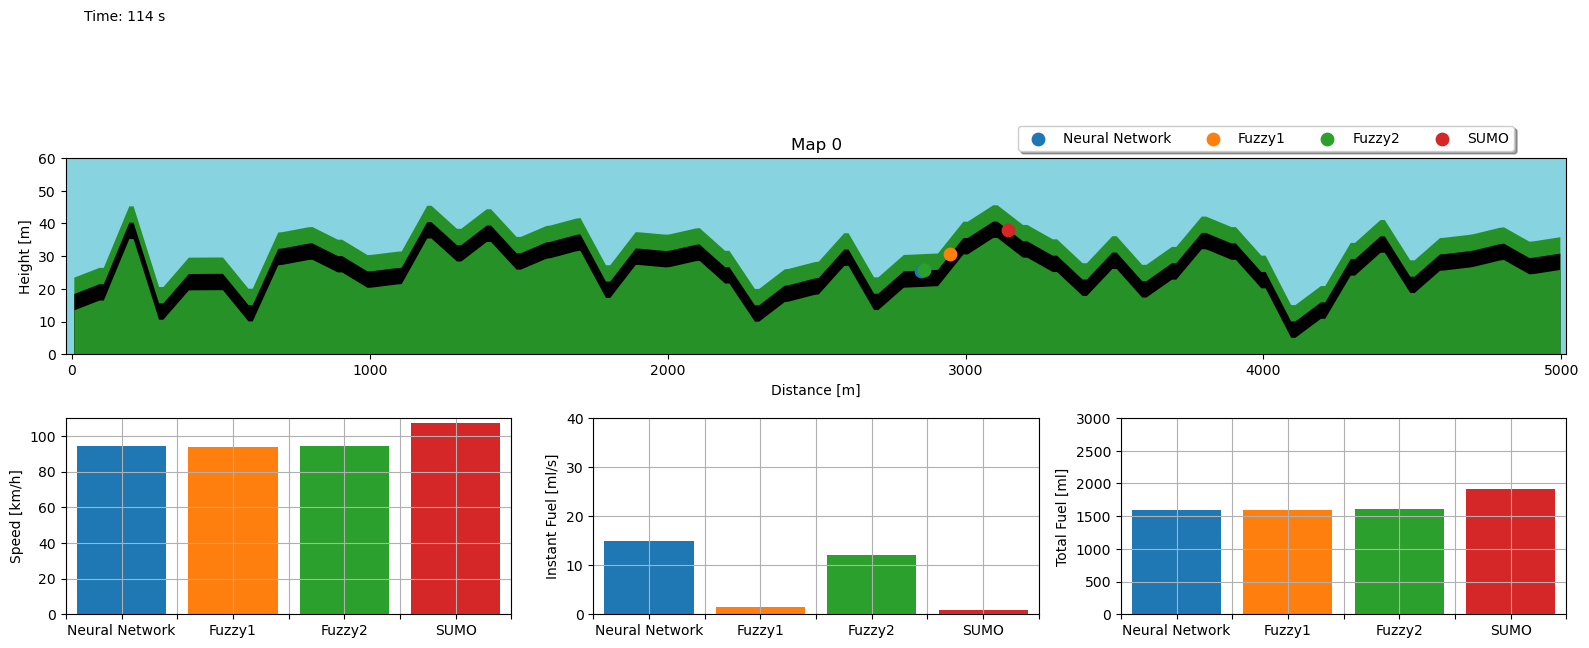 Time: 114 s
Neural Network Fuzzy1 Fuzzy2 SUMO
Map 0
Height [m]
60
50
40
30
20
10
0
0 1000 2000 3000 4000 5000
Distance [m]
Speed [km/h]
100
80
60
40
20
0
Neural Network Fuzzy1 Fuzzy2 SUMO
Instant Fuel [ml/s]
40
30
20
10
0
Neural Network Fuzzy1 Fuzzy2 SUMO
Total Fuel [ml]
3000
2500
2000
1500
1000
500
0
Neural Network Fuzzy1 Fuzzy2 SUMO